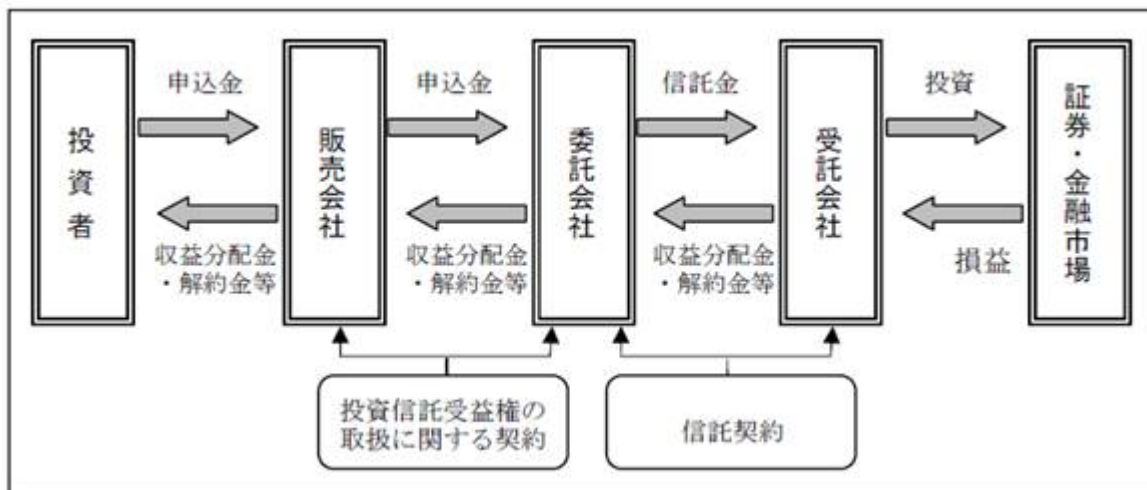 投資者
申込金
収益分配金
・解約金等
販売会社
申込金
収益分配金
・解約金等
委託会社
信託金
収益分配金
・解約金等
受託会社
投資
損益
証券・金融市場
投資信託受益権の
取扱に関する契約
信託契約